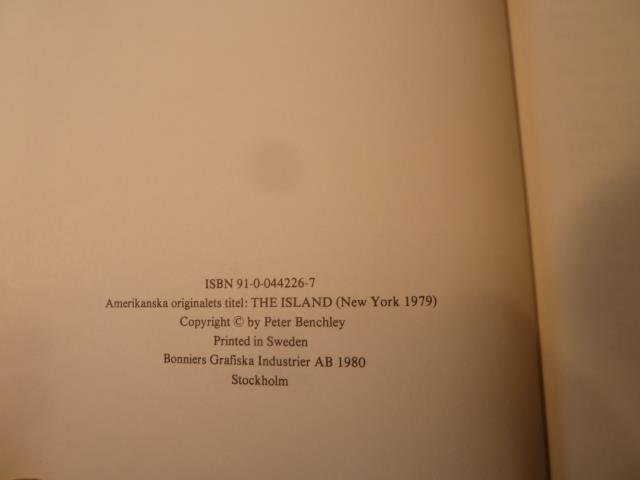 ISBN 91-0-044226-7
Amerikanska originalets titel: THE ISLAND (New York 1979)
Copyright © by Peter Benchley
Printed in Sweden
Bonniers Grafiska Industrier AB 1980
Stockholm